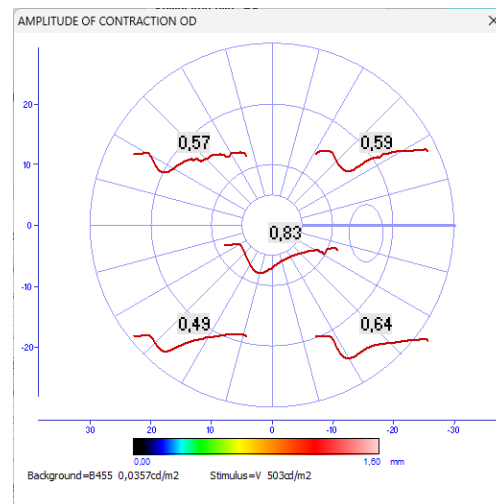 AMPLITUDE OF CONTRACTION OD
20
0,57
0,59
10
0
0,83
-10
0,49
0,64
-20
30 20 10 0 -10 -20 -30
0,00 1,60 mm
Background=B455 0,0357cd/m2 Stimulus=V 503cd/m2